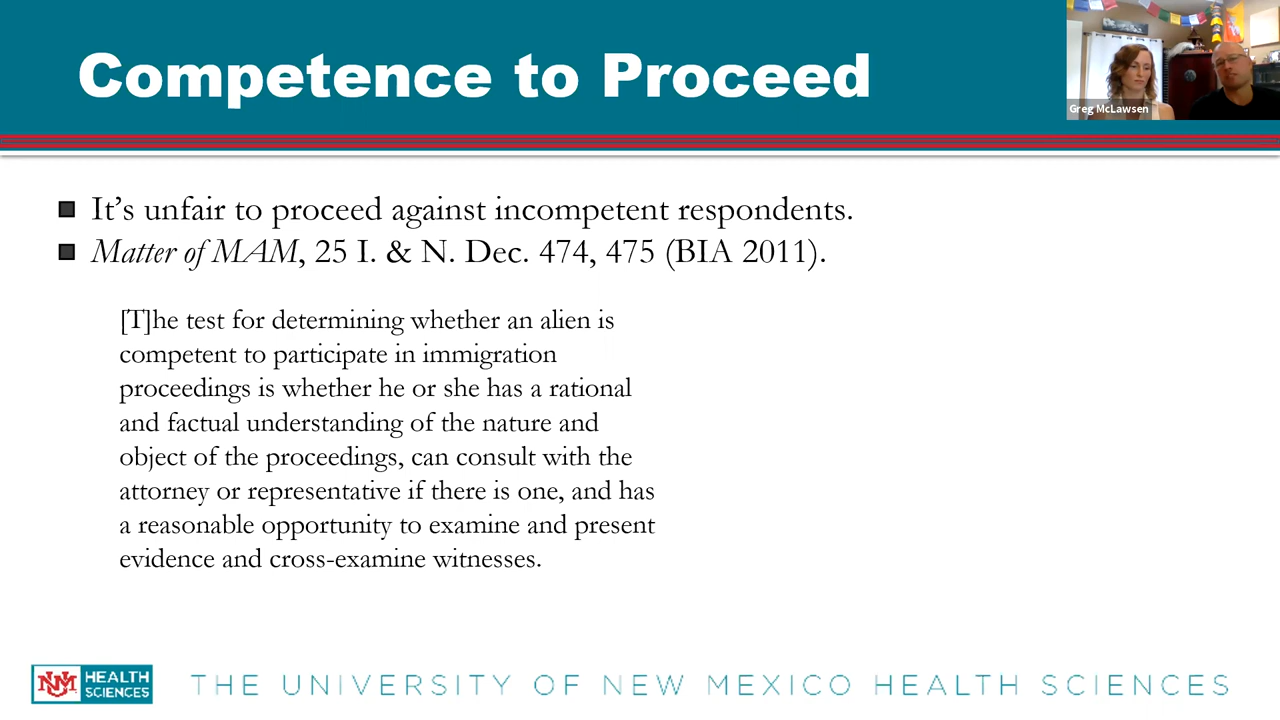 Competence to Proceed
Greg McLawsen
It's unfair to proceed against incompetent respondents.
Matter of MAM, 25 I. & N. Dec. 474, 475 (BIA 2011).
[T]he test for determining whether an alien is
competent to participate in immigration
proceedings is whether he or she has a rational
and factual understanding of the nature and
object of the proceedings, can consult with the
attorney or representative if there is one, and has
a reasonable opportunity to examine and present
evidence and cross-examine witnesses.
UNM HEALTH
SCIENCES
THE UNIVERSITY OF NEW MEXICO HEALTH SCIENCES